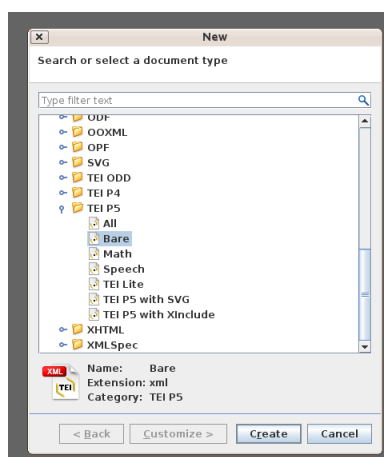 New
Search or select a document type
Type filter text
ODF
OOXML
OPF
SVG
TEI ODD
TEI P4
TEI P5
All
Bare
Math
Speech
TEI Lite
TEI P5 with SVG
TEI P5 with XInclude
XHTML
XMLSpec
XML
TEI
Name: Bare
Extension: xml
Category: TEI P5
< Back Customize > Create Cancel